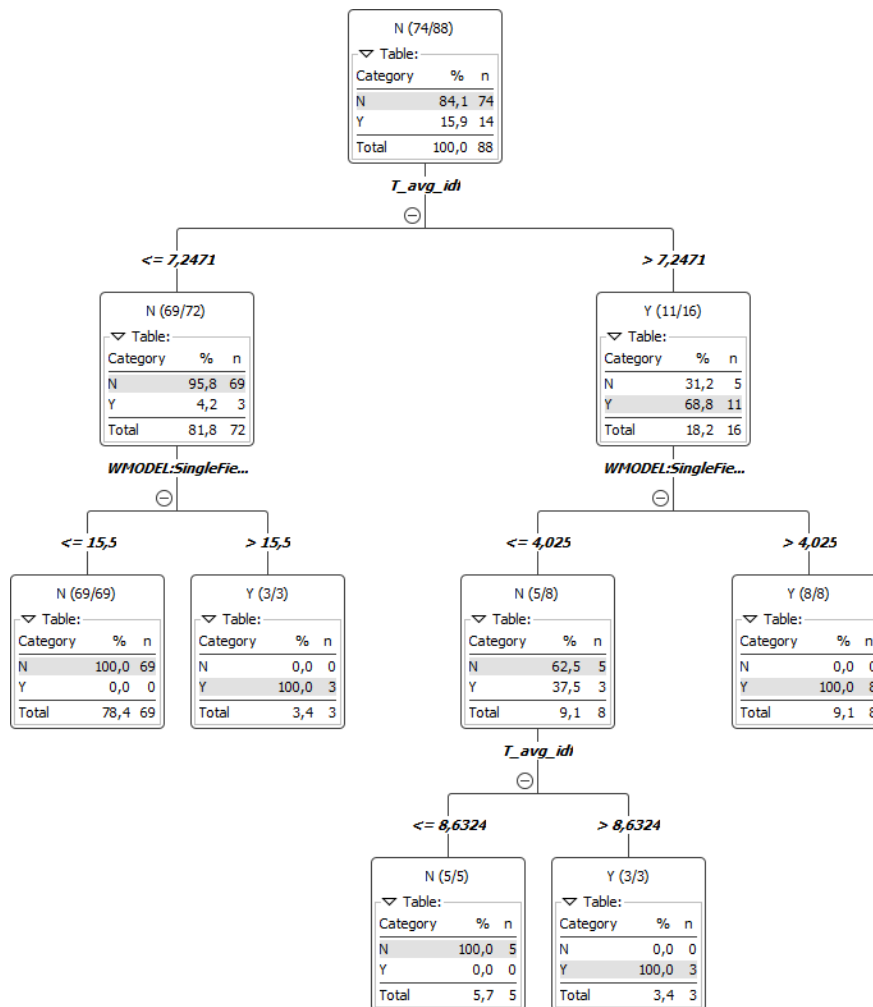 N (74/88)
Table:
Category % n
N 84,1 74
Y 15,9 14
Total 100,0 88
T_avg_idf
<= 7,2471
> 7,2471
N (69/72)
Table:
Category % n
N 95,8 69
Y 4,2 3
Total 81,8 72
WMODEL:SingleFie...
Y (11/16)
Table:
Category % n
N 31,2 5
Y 68,8 11
Total 18,2 16
WMODEL:SingleFie...
<= 15,5
> 15,5
<= 4,025
> 4,025
N (69/69)
Table:
Category % n
N 100,0 69
Y 0,0 0
Total 78,4 69
Y (3/3)
Table:
Category % n
N 0,0 0
Y 100,0 3
Total 3,4 3
N (5/8)
Table:
Category % n
N 62,5 5
Y 37,5 3
Total 9,1 8
T_avg_idf
Y (8/8)
Table:
Category % n
N 0,0 0
Y 100,0 8
Total 9,1 8
<= 8,6324
> 8,6324
N (5/5)
Table:
Category % n
N 100,0 5
Y 0,0 0
Total 5,7 5
Y (3/3)
Table:
Category % n
N 0,0 0
Y 100,0 3
Total 3,4 3